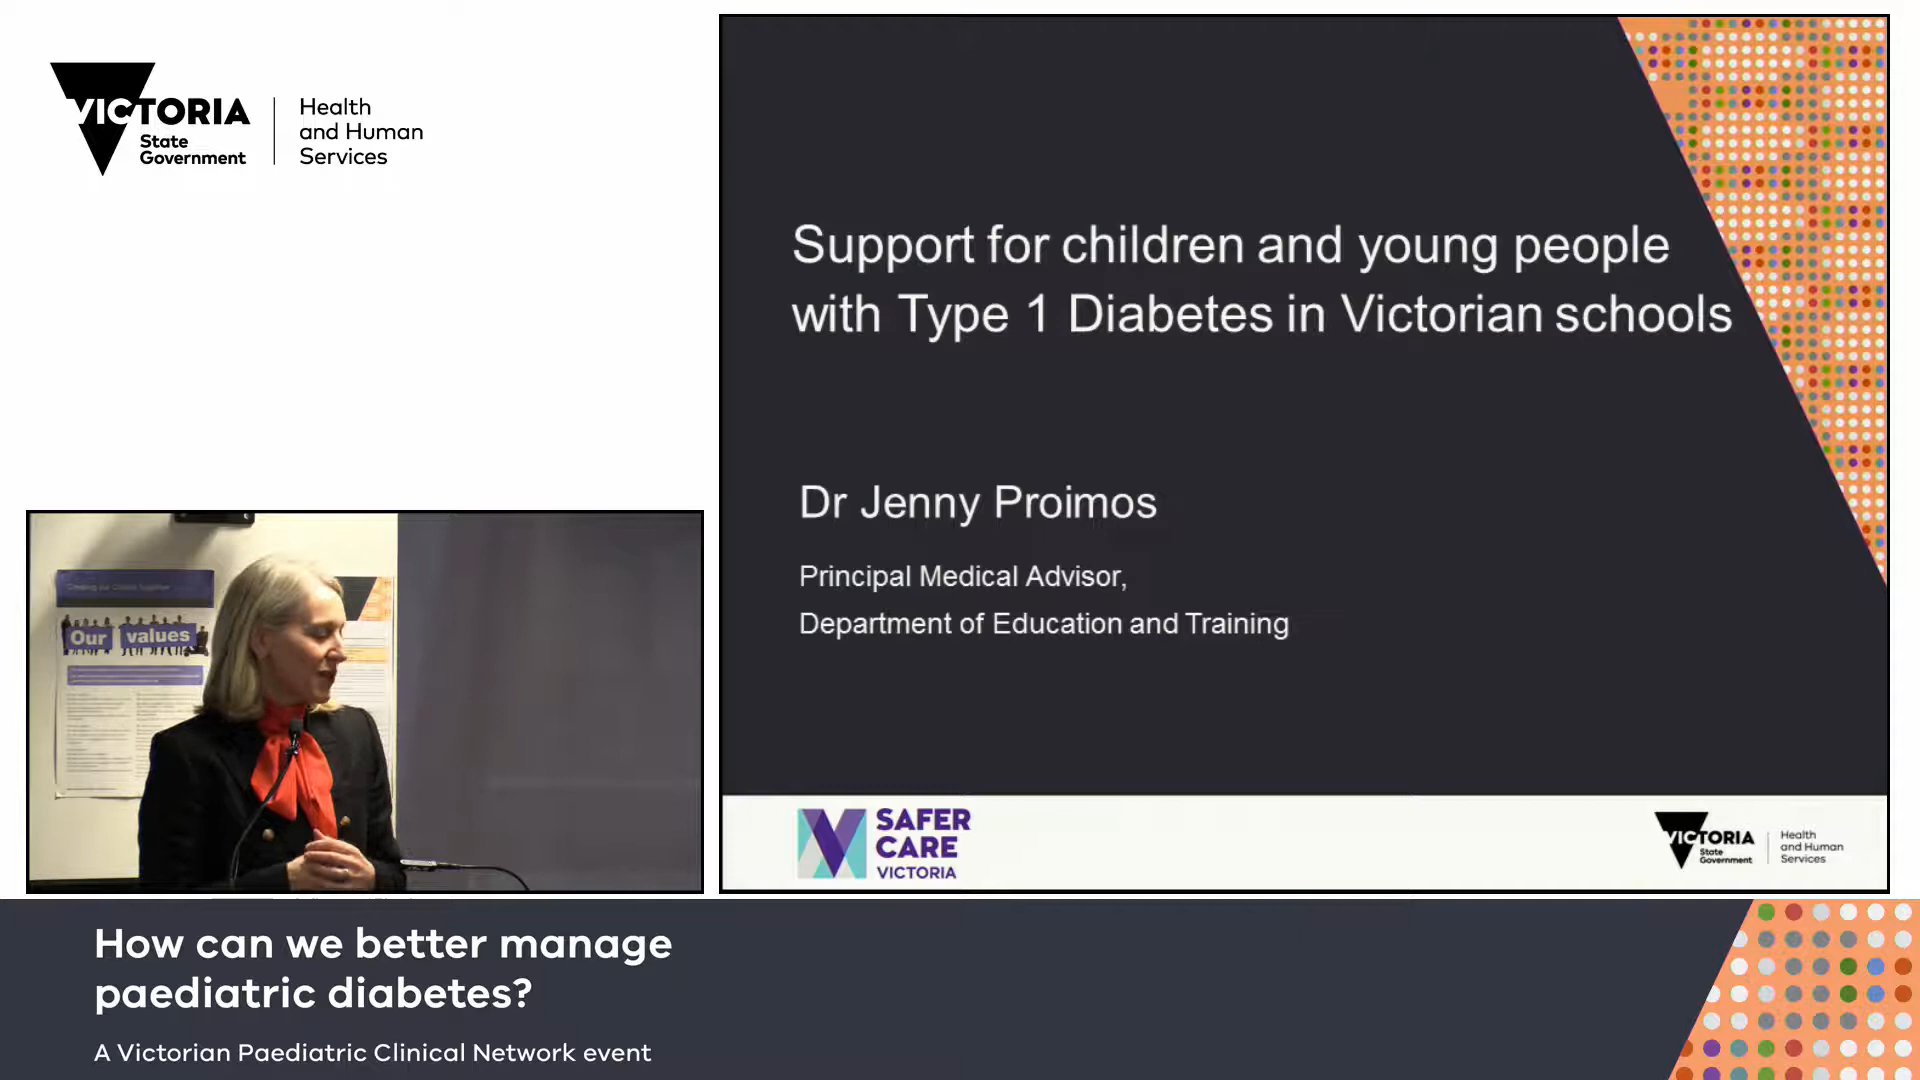 VICTORIA
State
Government
Health
and Human
Services
Support for children and young people
with Type 1 Diabetes in Victorian schools
Dr Jenny Proimos
Principal Medical Advisor,
Department of Education and Training
SAFER
CARE
VICTORIA
VICTORIA
State
Government
Health
and Human
Services
Our values
How can we better manage
paediatric diabetes?
A Victorian Paediatric Clinical Network event